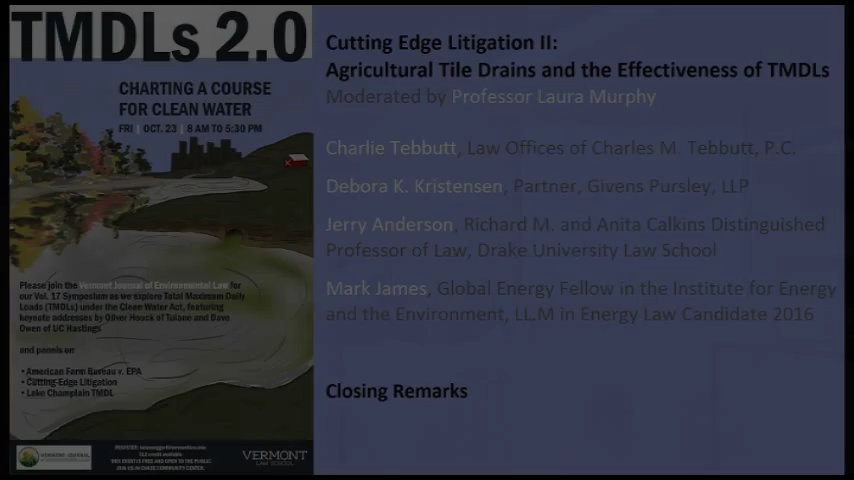 TMDLs 2.0
CHARTING A COURSE
FOR CLEAN WATER
FRI | OCT. 23 | 8 AM TO 5:30 PM
Please join the Vermont Journal of Environmental Law for
our Vol. 17 Symposium as we explore Total Maximum Daily
Loads (TMDLs) under the Clean Water Act, featuring
keynote addresses by Oliver Houck of Tulane and Dave
Owen of UC Hastings
and panels on
• American Farm Bureau v. EPA
• Cutting-Edge Litigation
• Lake Champlain TMDL
VERMONT JOURNAL
VERMONT
LAW SCHOOL
Cutting Edge Litigation II:
Agricultural Tile Drains and the Effectiveness of TMDLs
Moderated by Professor Laura Murphy
Charlie Tebbutt, Law Offices of Charles M. Tebbutt, P.C.
Debora K. Kristensen, Partner, Givens Pursley, LLP
Jerry Anderson, Richard M. and Anita Calkins Distinguished
Professor of Law, Drake University Law School
Mark James, Global Energy Fellow in the Institute for Energy
and the Environment, LL.M in Energy Law Candidate 2016
Closing Remarks